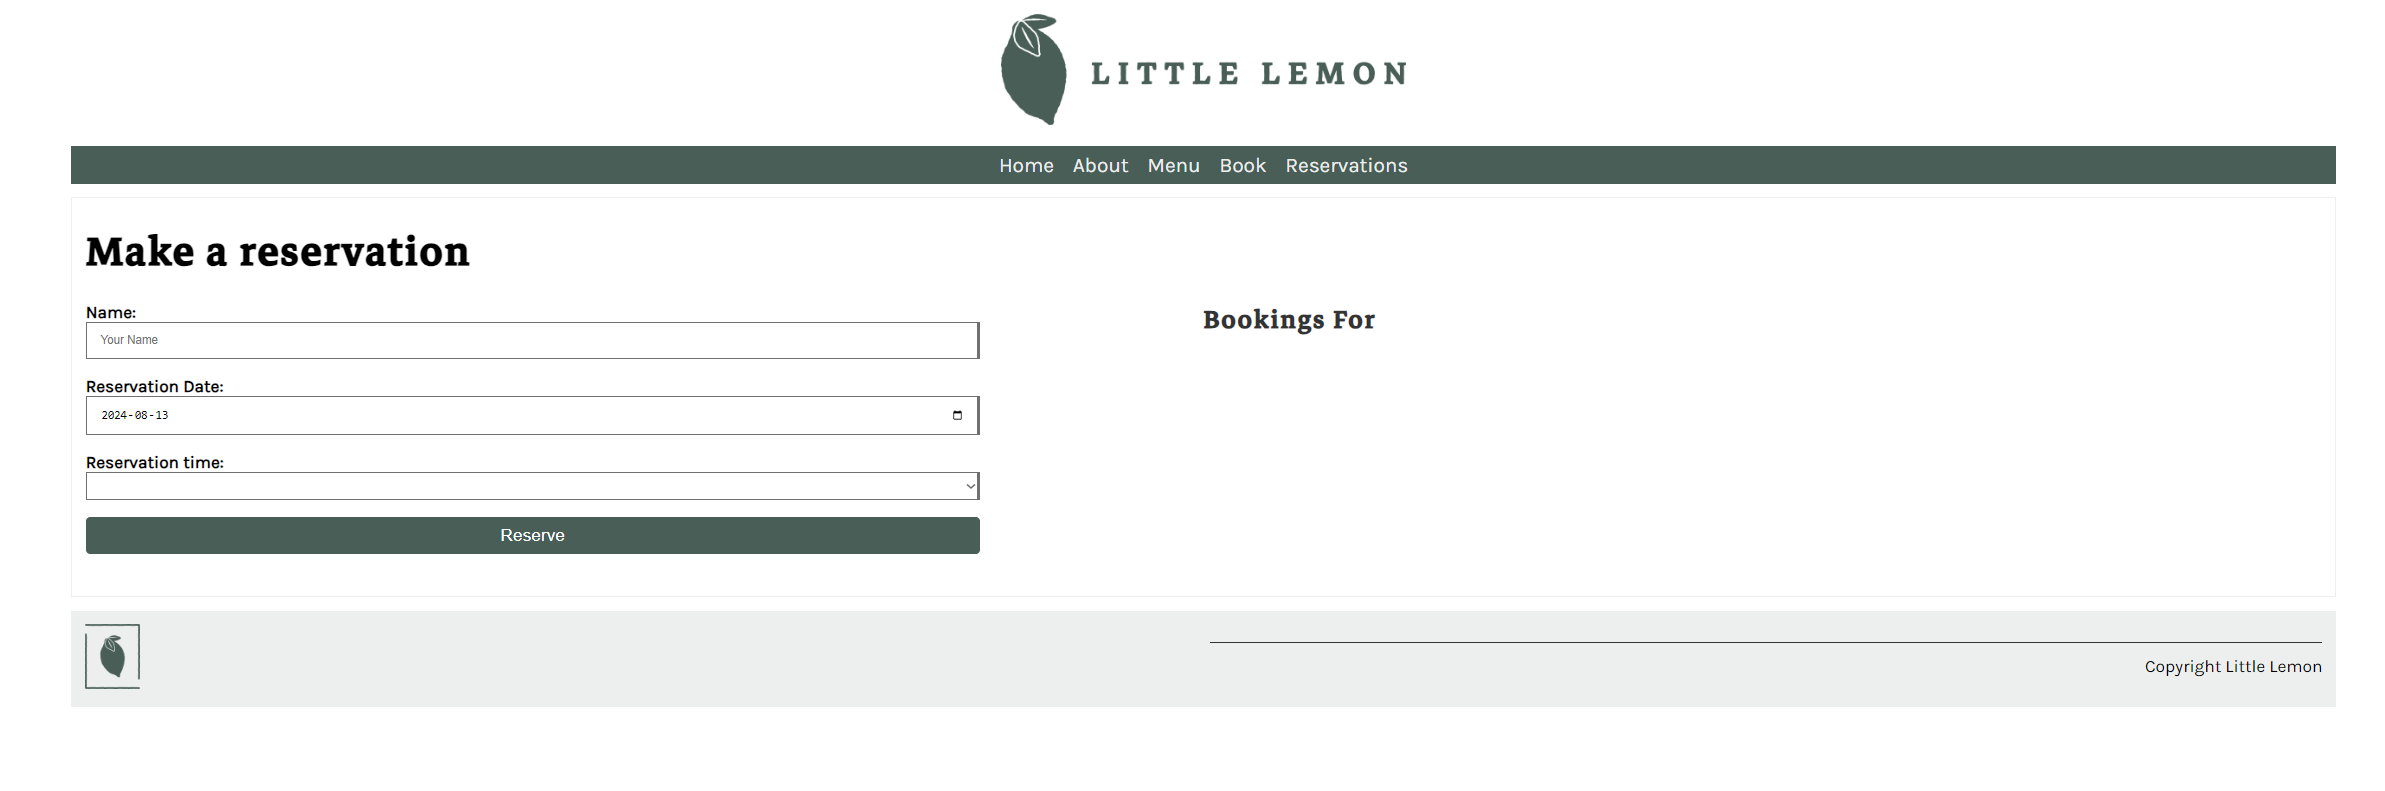 LITTLE LEMON
Home About Menu Book Reservations
Make a reservation
Name:
Your Name
Reservation Date:
2024-08-13
Reservation time:
Reserve
Bookings For
Copyright Little Lemon